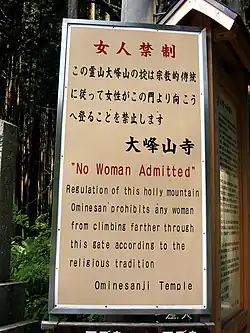 女人禁制
この霊山大峰山の掟は宗教的傳統
に従って女性がこの門より向こう
へ登ることを禁止します
大峰山寺
"No Woman Admitted"
Regulation of this holly mountain
Ominesan prohibits any woman
from climbing farther through
this gate according to the
religious tradition
Ominesanji Temple